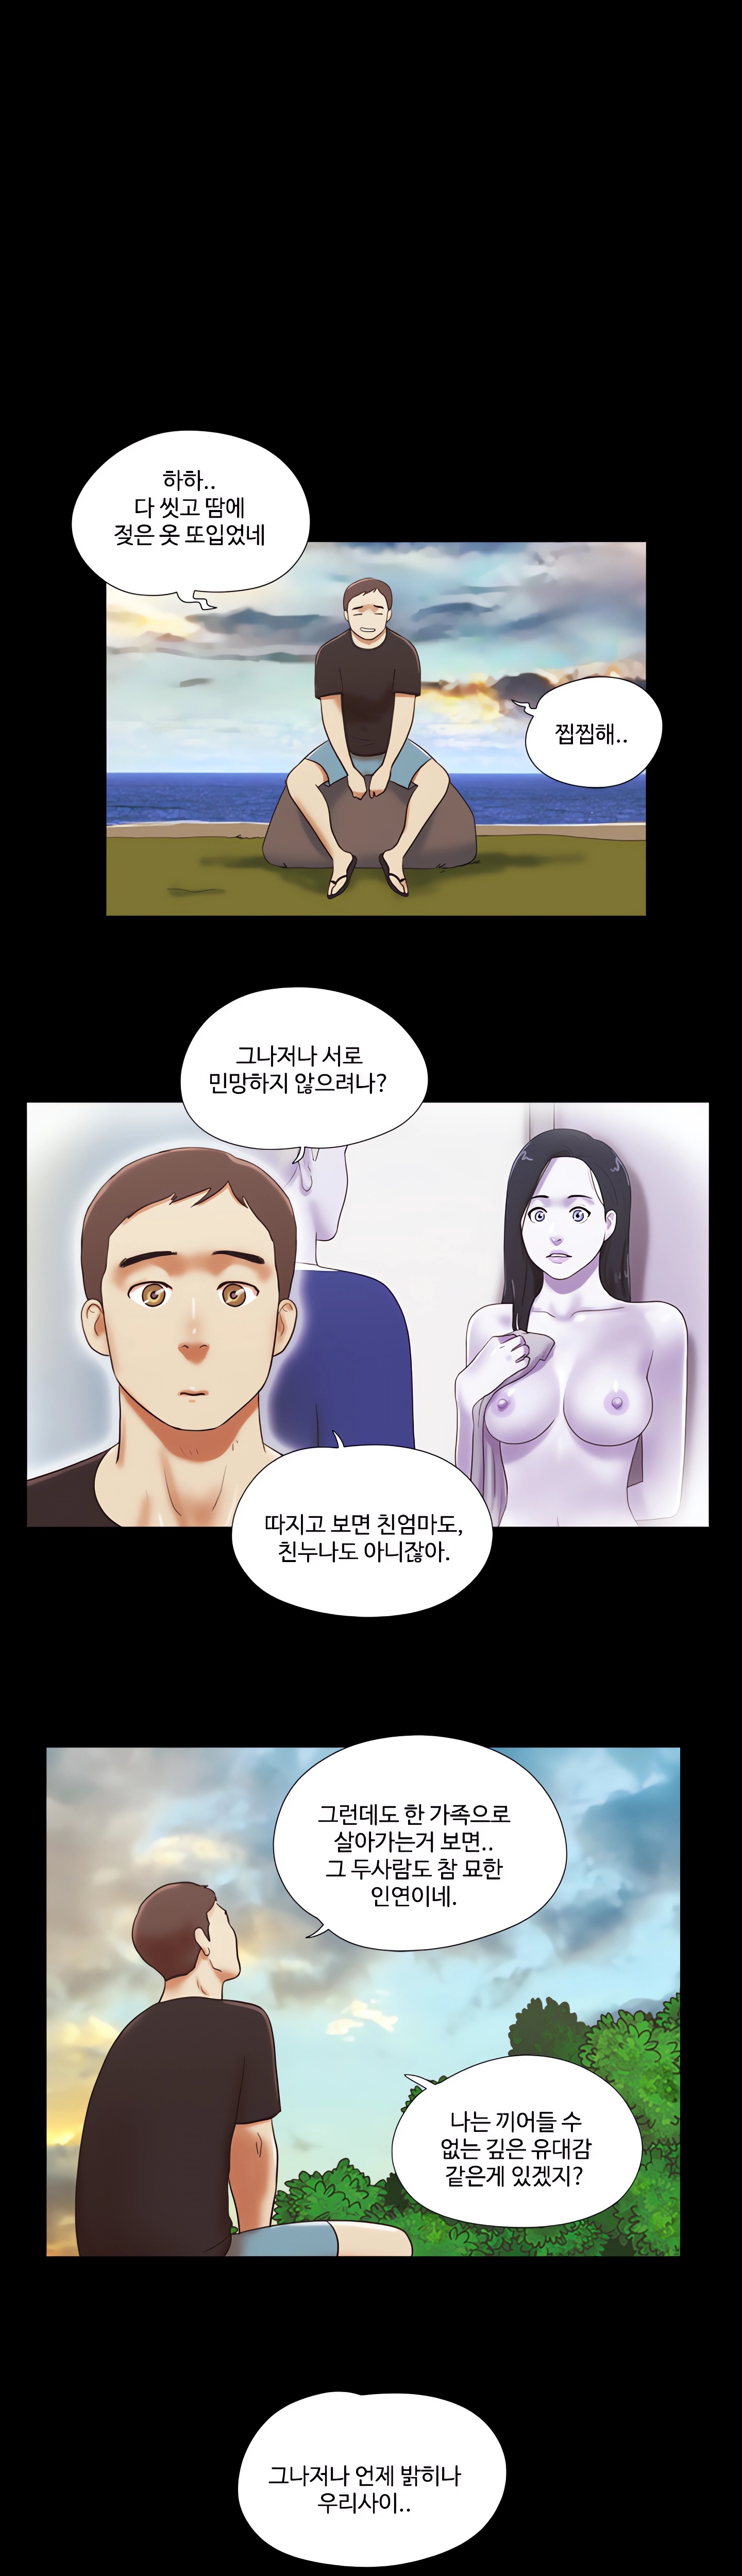 하하..
다 씻고 땀에
젖은 옷 또입었네
찝찝해..
그나저나 서로
민망하지 않으려나?
따지고 보면 친엄마도,
친누나도 아니잖아.
그런데도 한 가족으로
살아가는거 보면..
그 두사람도 참 묘한
인연이네.
나는 끼어들 수
없는 깊은 유대감
같은게 있겠지?
그나저나 언제 밝히나
우리사이..